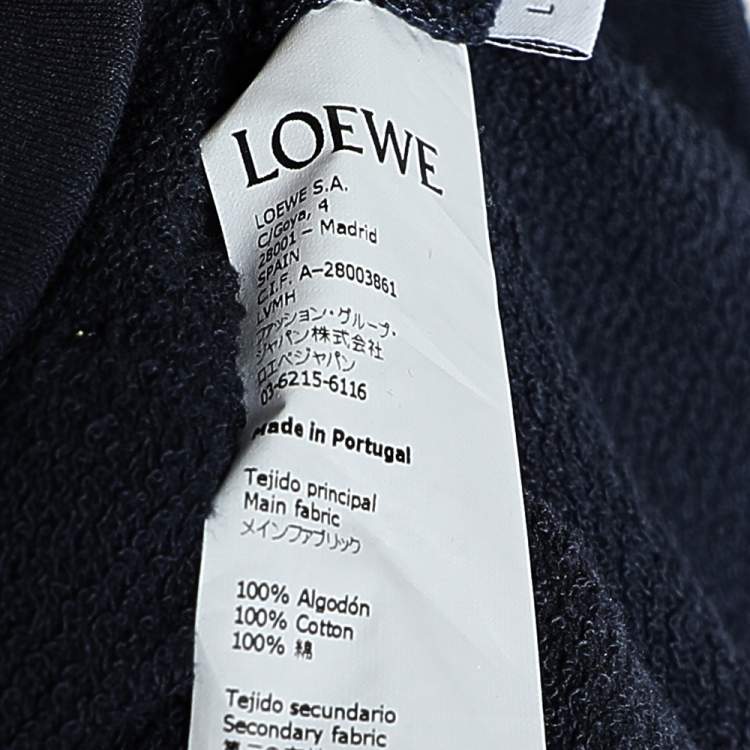 L
LOEWE
LOEWE S.A.
C/Goya, 4
28001 - Madrid
SPAIN
C.I.F. A-28003861
LVMH
ファッション・グループ・
ジャパン株式会社
ロエベジャパン
03-6215-6116
Made in Portugal
Tejido principal
Main fabric
メインファブリック
100% Algodón
100% Cotton
100% 綿
Tejido secundario
Secondary fabric